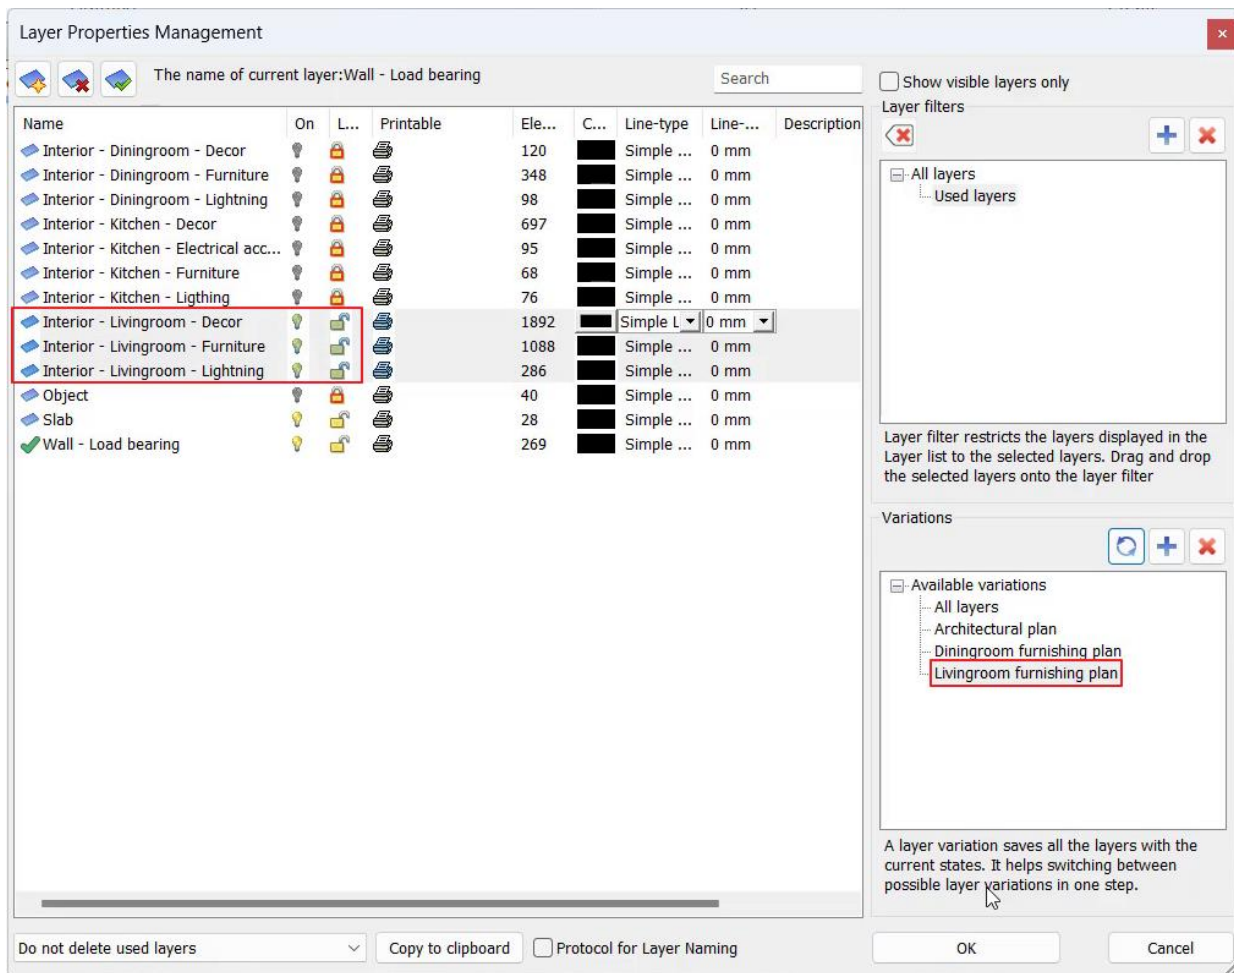 Layer Properties Management
The name of current layer:Wall - Load bearing
Search
Show visible layers only
Layer filters
Name On L... Printable Ele... C... Line-type Line-... Description
Interior - Diningroom - Decor 120 Simple ... 0 mm
Interior - Diningroom - Furniture 348 Simple ... 0 mm
Interior - Diningroom - Lightning 98 Simple ... 0 mm
Interior - Kitchen - Decor 697 Simple ... 0 mm
Interior - Kitchen - Electrical acc... 95 Simple ... 0 mm
Interior - Kitchen - Furniture 68 Simple ... 0 mm
Interior - Kitchen - Ligthing 76 Simple ... 0 mm
Interior - Livingroom - Decor 1892 Simple L 0 mm
Interior - Livingroom - Furniture 1088 Simple ... 0 mm
Interior - Livingroom - Lightning 286 Simple ... 0 mm
Object 40 Simple ... 0 mm
Slab 28 Simple ... 0 mm
Wall - Load bearing 269 Simple ... 0 mm
All layers
Used layers
Layer filter restricts the layers displayed in the
Layer list to the selected layers. Drag and drop
the selected layers onto the layer filter
Variations
Available variations
All layers
Architectural plan
Diningroom furnishing plan
Livingroom furnishing plan
A layer variation saves all the layers with the
current states. It helps switching between
possible layer variations in one step.
Do not delete used layers
Copy to clipboard
Protocol for Layer Naming
OK
Cancel